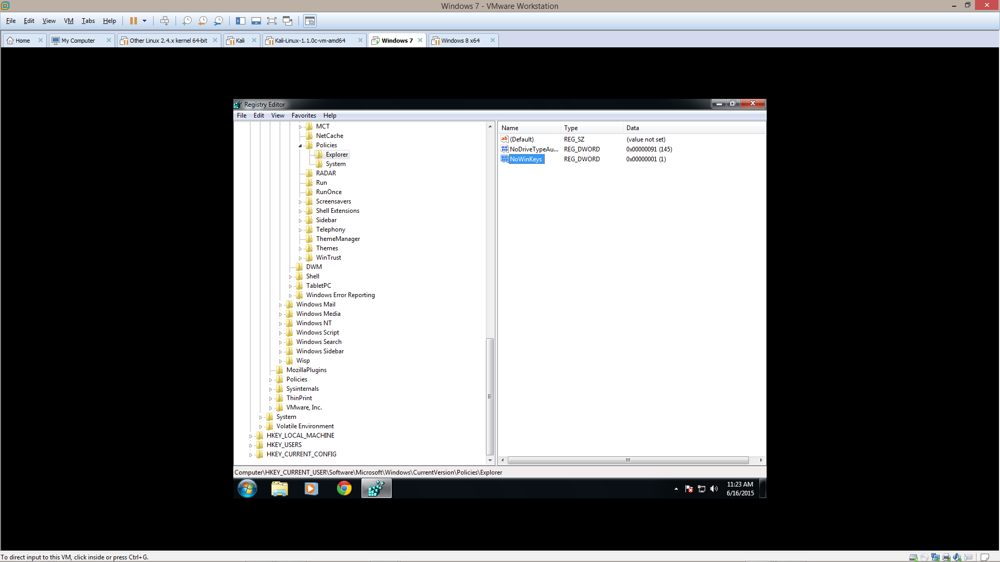 Windows 7 - VMware Workstation
File Edit View VM Tabs Help
Home My Computer Other Linux 2.4.x kernel 64-bit Kali Kali-Linux-1.1.0c-vm-amd64 Windows 7 Windows 8 x64
Registry Editor
File Edit View Favorites Help
MCT
NetCache
Policies
Explorer
System
RADAR
Run
RunOnce
Screensavers
Shell Extensions
Sidebar
Telephony
ThemeManager
Themes
WinTrust
DWM
Shell
TabletPC
Windows Error Reporting
Windows Mail
Windows Media
Windows NT
Windows Script
Windows Search
Windows Sidebar
Wisp
MozillaPlugins
Policies
Sysinternals
ThinPrint
VMware, Inc.
System
Volatile Environment
HKEY_LOCAL_MACHINE
HKEY_USERS
HKEY_CURRENT_CONFIG
Name Type Data
(Default) REG_SZ (value not set)
NoDriveTypeAu... REG_DWORD 0x00000091 (145)
NoWinKeys REG_DWORD 0x00000001 (1)
Computer\HKEY_CURRENT_USER\Software\Microsoft\Windows\CurrentVersion\Policies\Explorer
11:23 AM
6/16/2015
To direct input to this VM, click inside or press Ctrl+G.